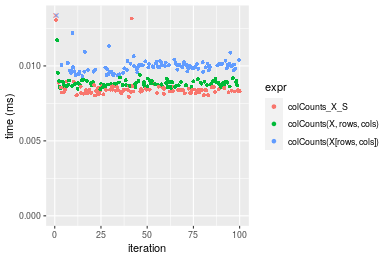 0.010
0.005
0.000
time (ms)
0
25
50
75
100
iteration
expr
colCounts_X_S
colCounts(X, rows, cols)
colCounts(X[rows, cols])